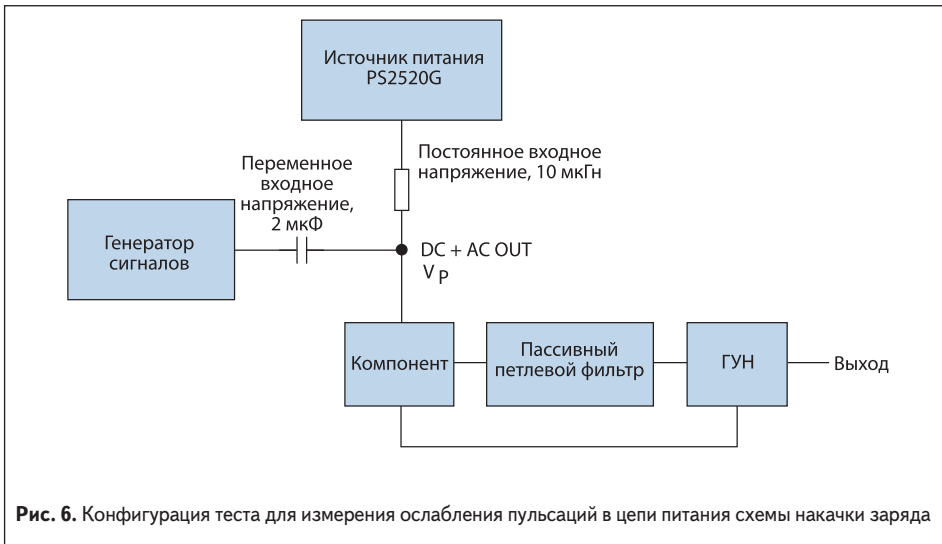 Источник питания
PS2520G
Постоянное входное
напряжение, 10 мкГн
Переменное
входное
напряжение,
2 мкФ
Генератор
сигналов
DC + AC OUT
V P
Компонент
Пассивный
петлевой фильтр
ГУН
Выход
Рис. 6. Конфигурация теста для измерения ослабления пульсаций в цепи питания схемы накачки заряда